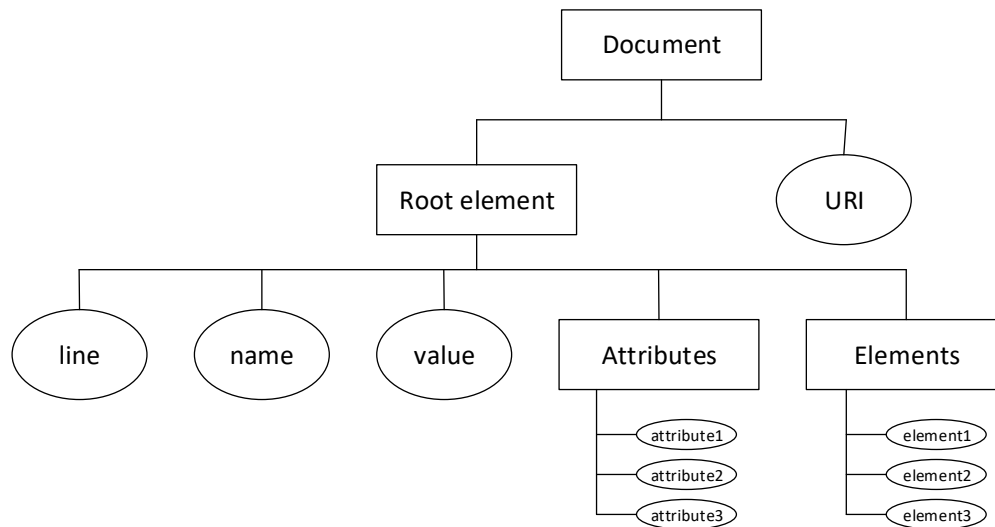 Document
Root element
URI
line
name
value
Attributes
Elements
attribute1
attribute2
attribute3
element1
element2
element3